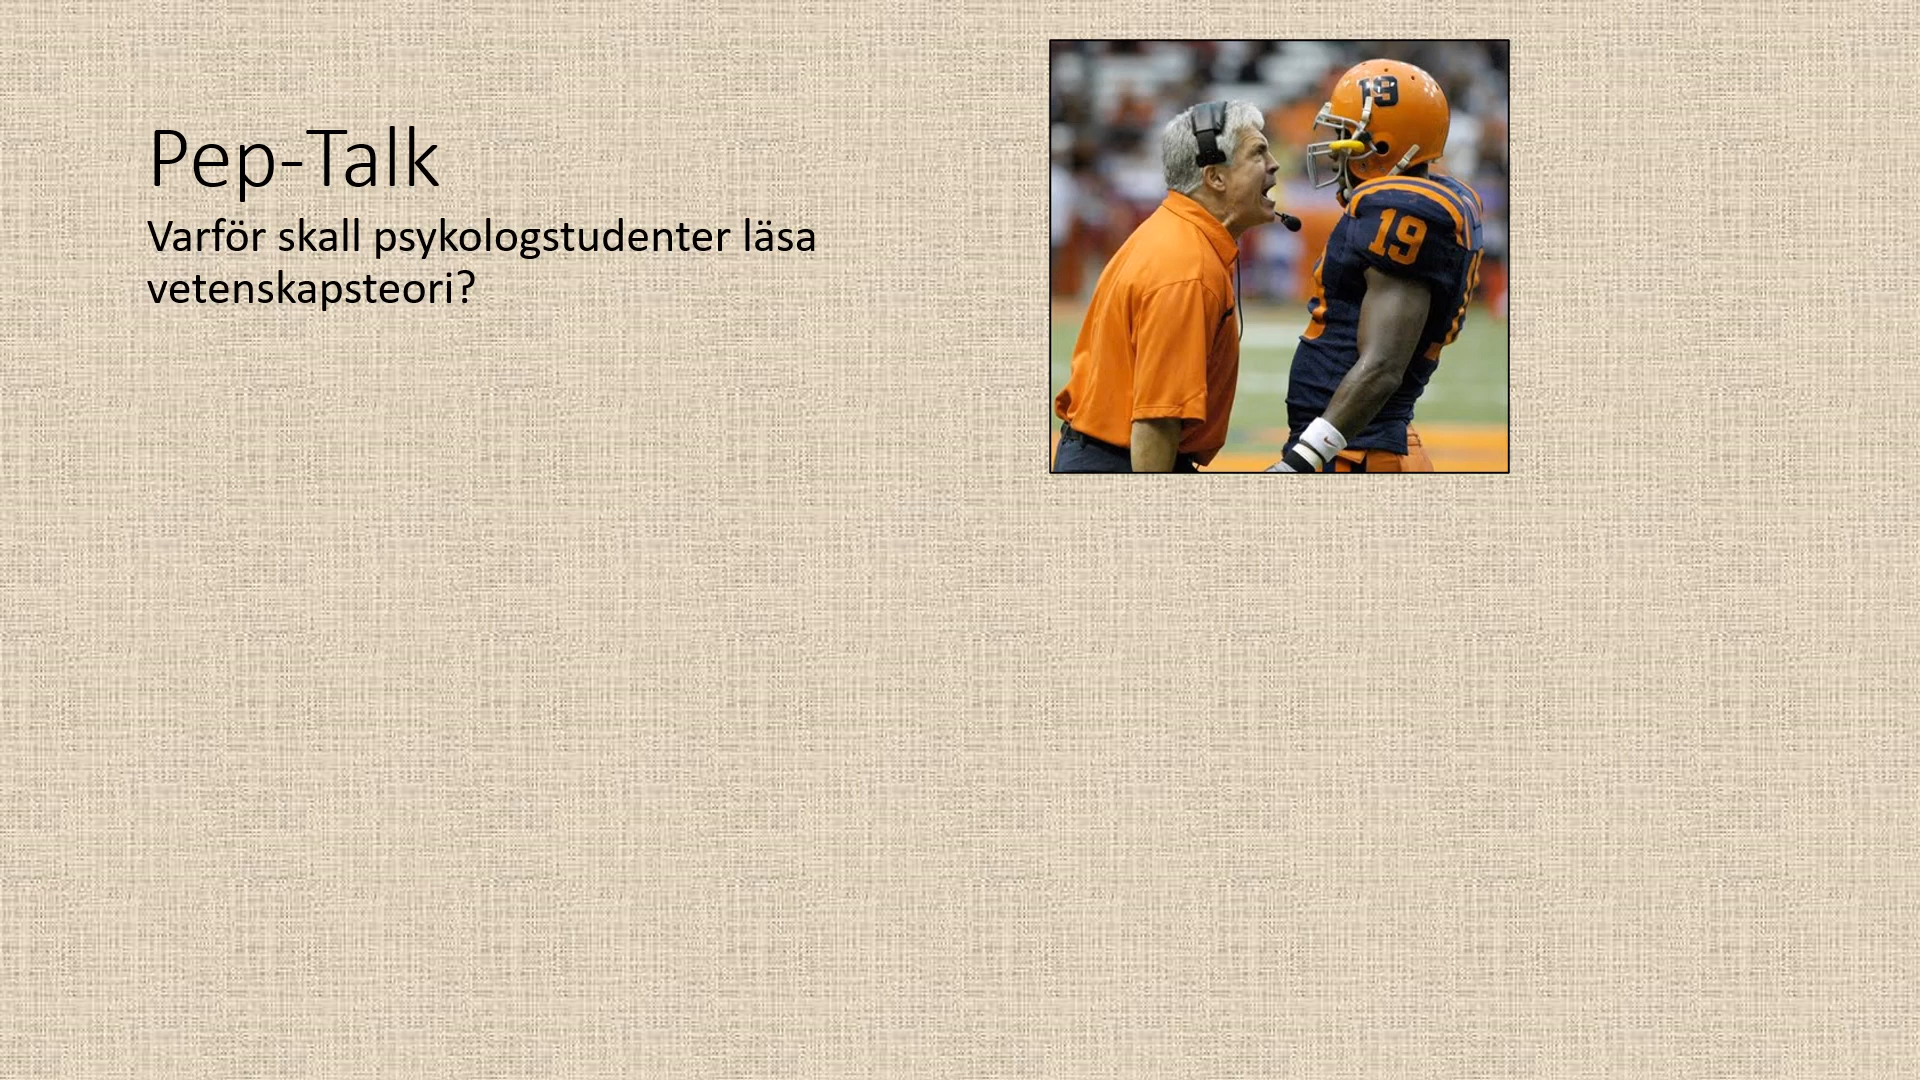 Pep-Talk
Varför skall psykologstudenter läsa
vetenskapsteori?
19
19